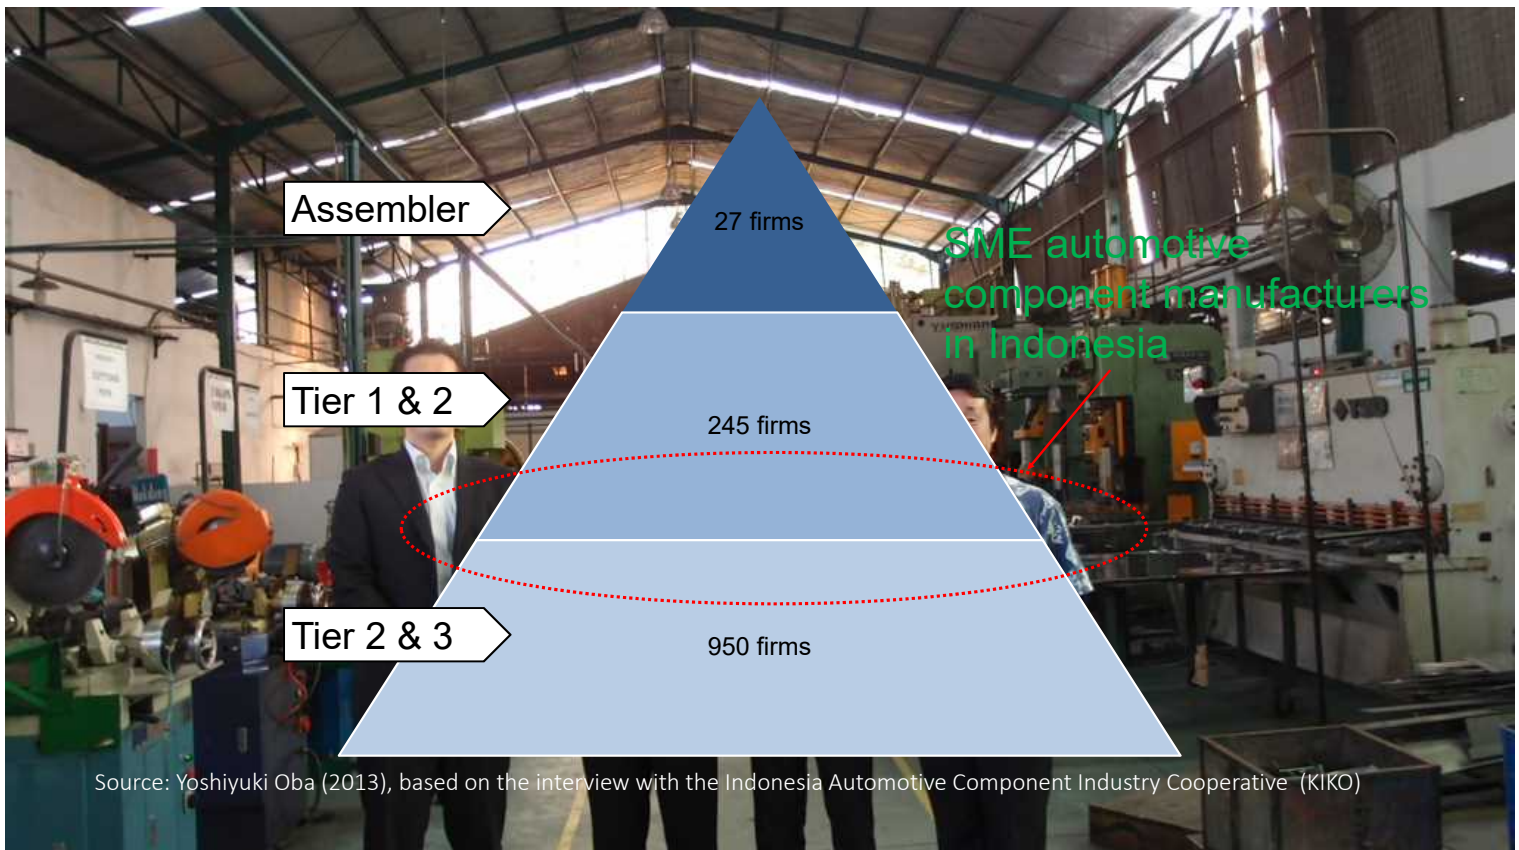 Assembler
27 firms
SME automotive
component manufacturers
in Indonesia
Tier 1 & 2
245 firms
Tier 2 & 3
950 firms
Source: Yoshiyuki Oba (2013), based on the interview with the Indonesia Automotive Component Industry Cooperative (KIKO)